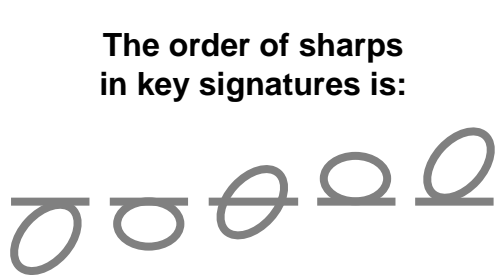 The order of sharps
in key signatures is: